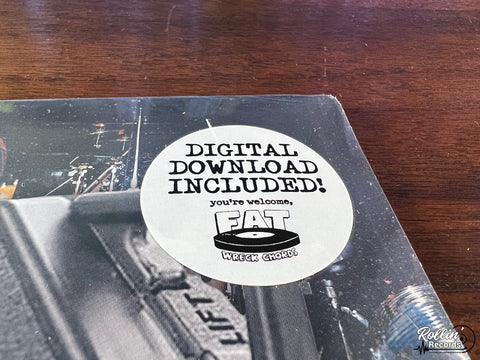 DIGITAL
DOWNLOAD
INCLUDED!
you're welcome,
FAT
WRECK CHORDS
LIFT
Rollin'
Records